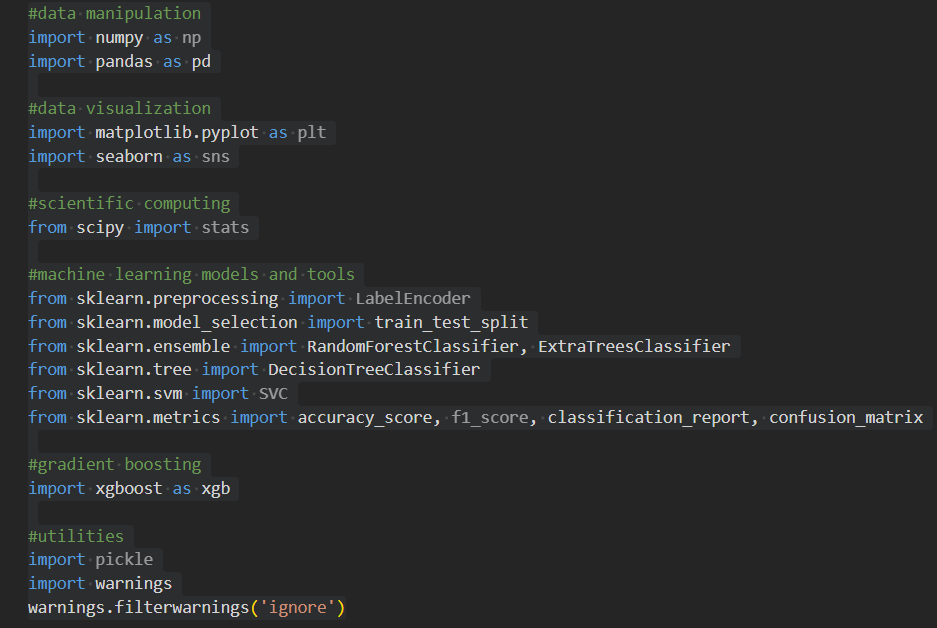 #data manipulation
import numpy as np
import pandas as pd
#data visualization
import matplotlib.pyplot as plt
import seaborn as sns
#scientific computing
from scipy import stats
#machine learning models and tools
from sklearn.preprocessing import LabelEncoder
from sklearn.model_selection import train_test_split
from sklearn.ensemble import RandomForestClassifier, ExtraTreesClassifier
from sklearn.tree import DecisionTreeClassifier
from sklearn.svm import SVC
from sklearn.metrics import accuracy_score, f1_score, classification_report, confusion_matrix
#gradient boosting
import xgboost as xgb
#utilities
import pickle
import warnings
warnings.filterwarnings('ignore')